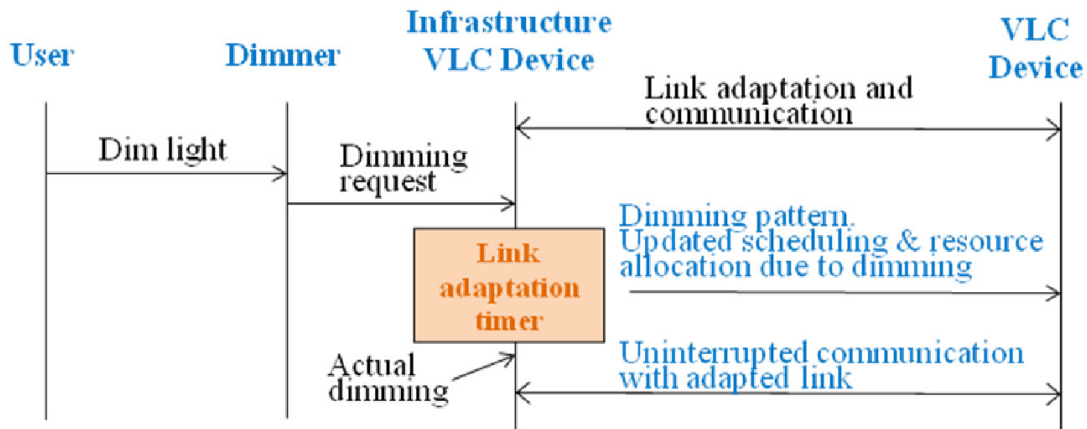 User
Dimmer
Infrastructure
VLC Device
VLC
Device
Link adaptation and
communication
Dim light
Dimming
request
Dimming pattern.
Updated scheduling & resource
allocation due to dimming
Link
adaptation
timer
Actual
dimming
Uninterrupted communication
with adapted link